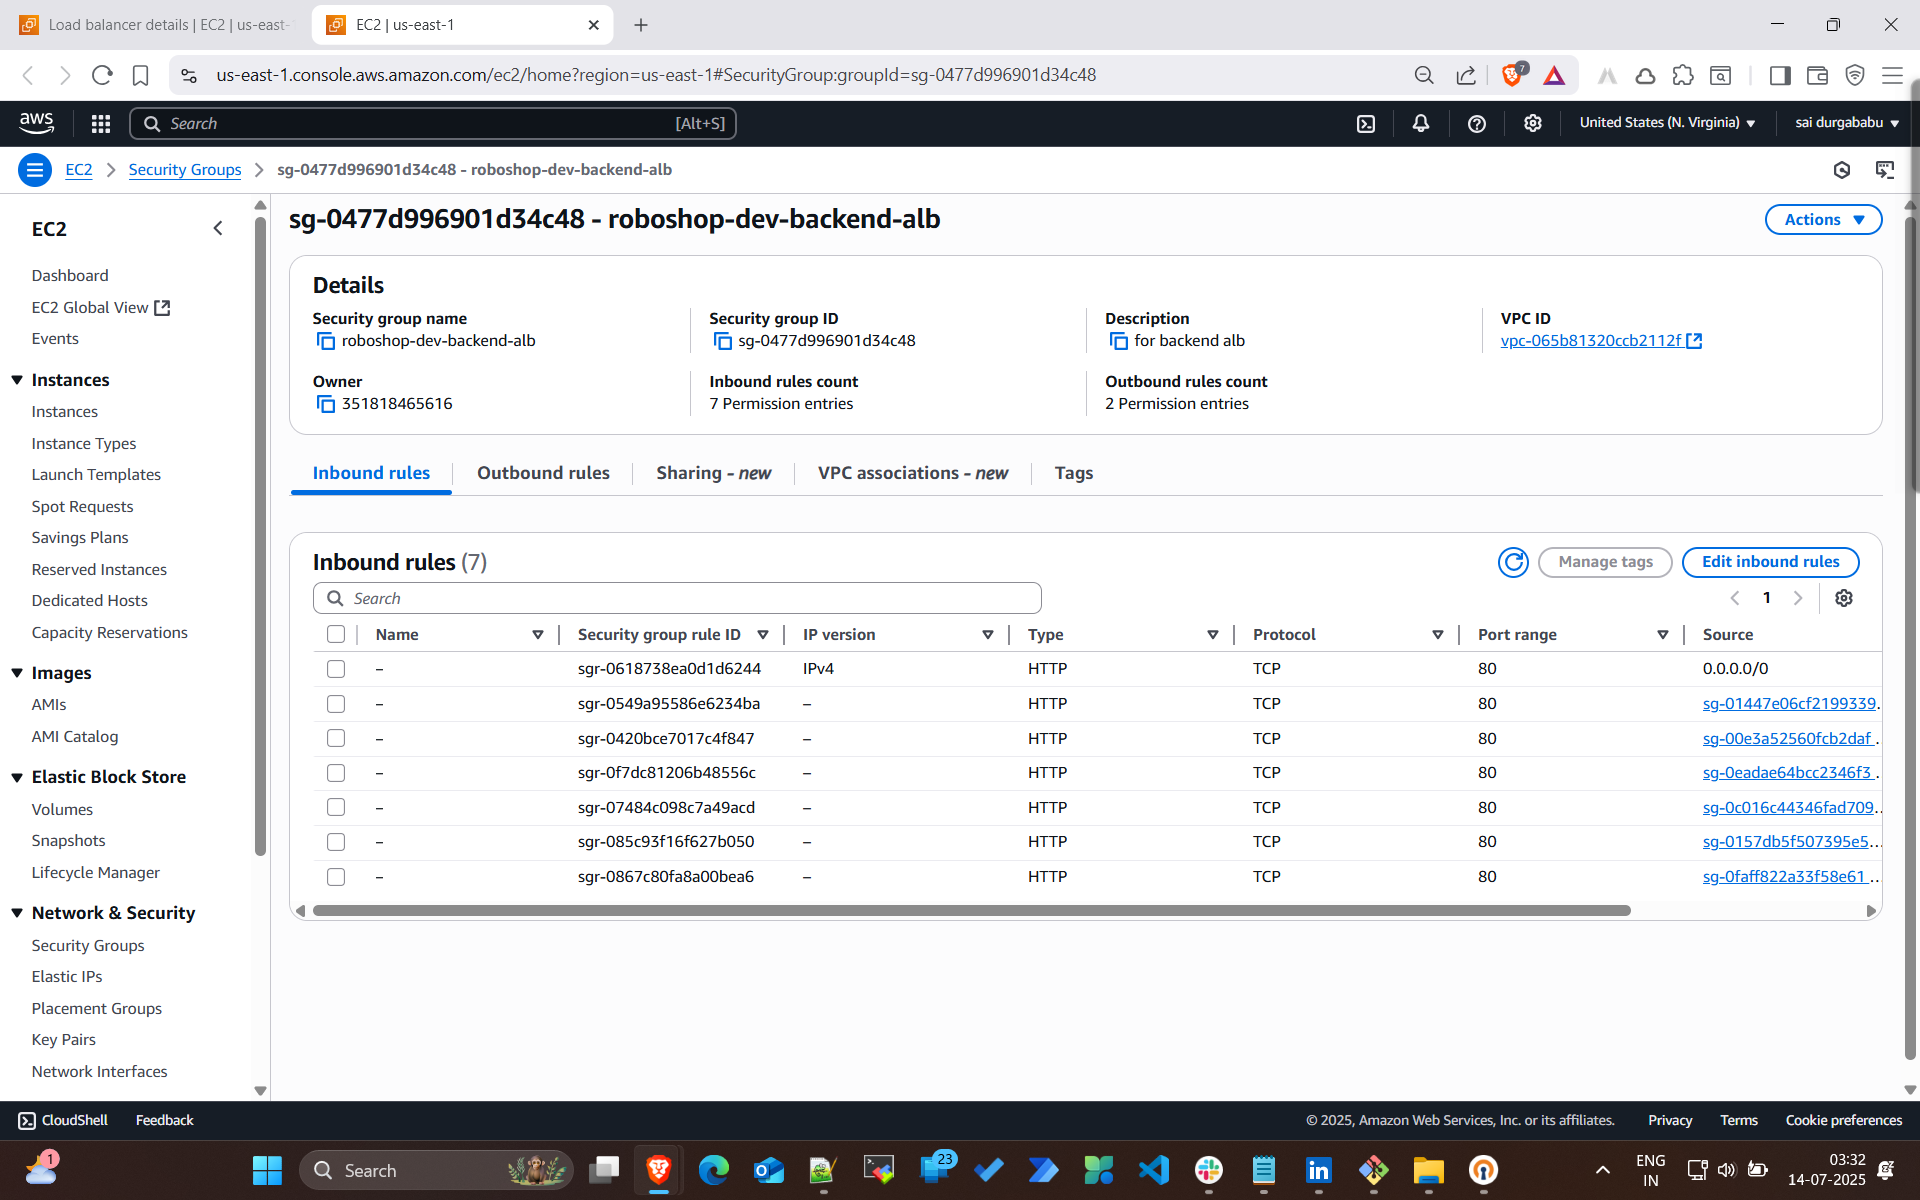 Load balancer details | EC2 | us-east-
EC2 | us-east-1
us-east-1.console.aws.amazon.com/ec2/home?region=us-east-1#SecurityGroup:groupId=sg-0477d996901d34c48
7
aws
Search
[Alt+S]
United States (N. Virginia)
sai durgababu
EC2
Security Groups
sg-0477d996901d34c48 - roboshop-dev-backend-alb
EC2
Dashboard
EC2 Global View
Events
Instances
Instances
Instance Types
Launch Templates
Spot Requests
Savings Plans
Reserved Instances
Dedicated Hosts
Capacity Reservations
Images
AMIs
AMI Catalog
Elastic Block Store
Volumes
Snapshots
Lifecycle Manager
Network & Security
Security Groups
Elastic IPs
Placement Groups
Key Pairs
Network Interfaces
sg-0477d996901d34c48 - roboshop-dev-backend-alb
Actions
Details
Security group name
roboshop-dev-backend-alb
Security group ID
sg-0477d996901d34c48
Description
for backend alb
VPC ID
vpc-065b81320ccb2112f
Owner
351818465616
Inbound rules count
7 Permission entries
Outbound rules count
2 Permission entries
Inbound rules
Outbound rules
Sharing - new
VPC associations - new
Tags
Inbound rules (7)
Manage tags
Edit inbound rules
Search
1
Name Security group rule ID IP version Type Protocol Port range Source
– sgr-0618738ea0d1d6244 IPv4 HTTP TCP 80 0.0.0.0/0
– sgr-0549a95586e6234ba – HTTP TCP 80 sg-01447e06cf2199339...
– sgr-0420bce7017c4f847 – HTTP TCP 80 sg-00e3a52560fcb2daf ...
– sgr-0f7dc81206b48556c – HTTP TCP 80 sg-0eadae64bcc2346f3 ...
– sgr-07484c098c7a49acd – HTTP TCP 80 sg-0c016c44346fad709...
– sgr-085c93f16f627b050 – HTTP TCP 80 sg-0157db5f507395e5...
– sgr-0867c80fa8a00bea6 – HTTP TCP 80 sg-0faff822a33f58e61 ...
CloudShell
Feedback
© 2025, Amazon Web Services, Inc. or its affiliates.
Privacy
Terms
Cookie preferences
1
Search
23
ENG
IN
03:32
14-07-2025